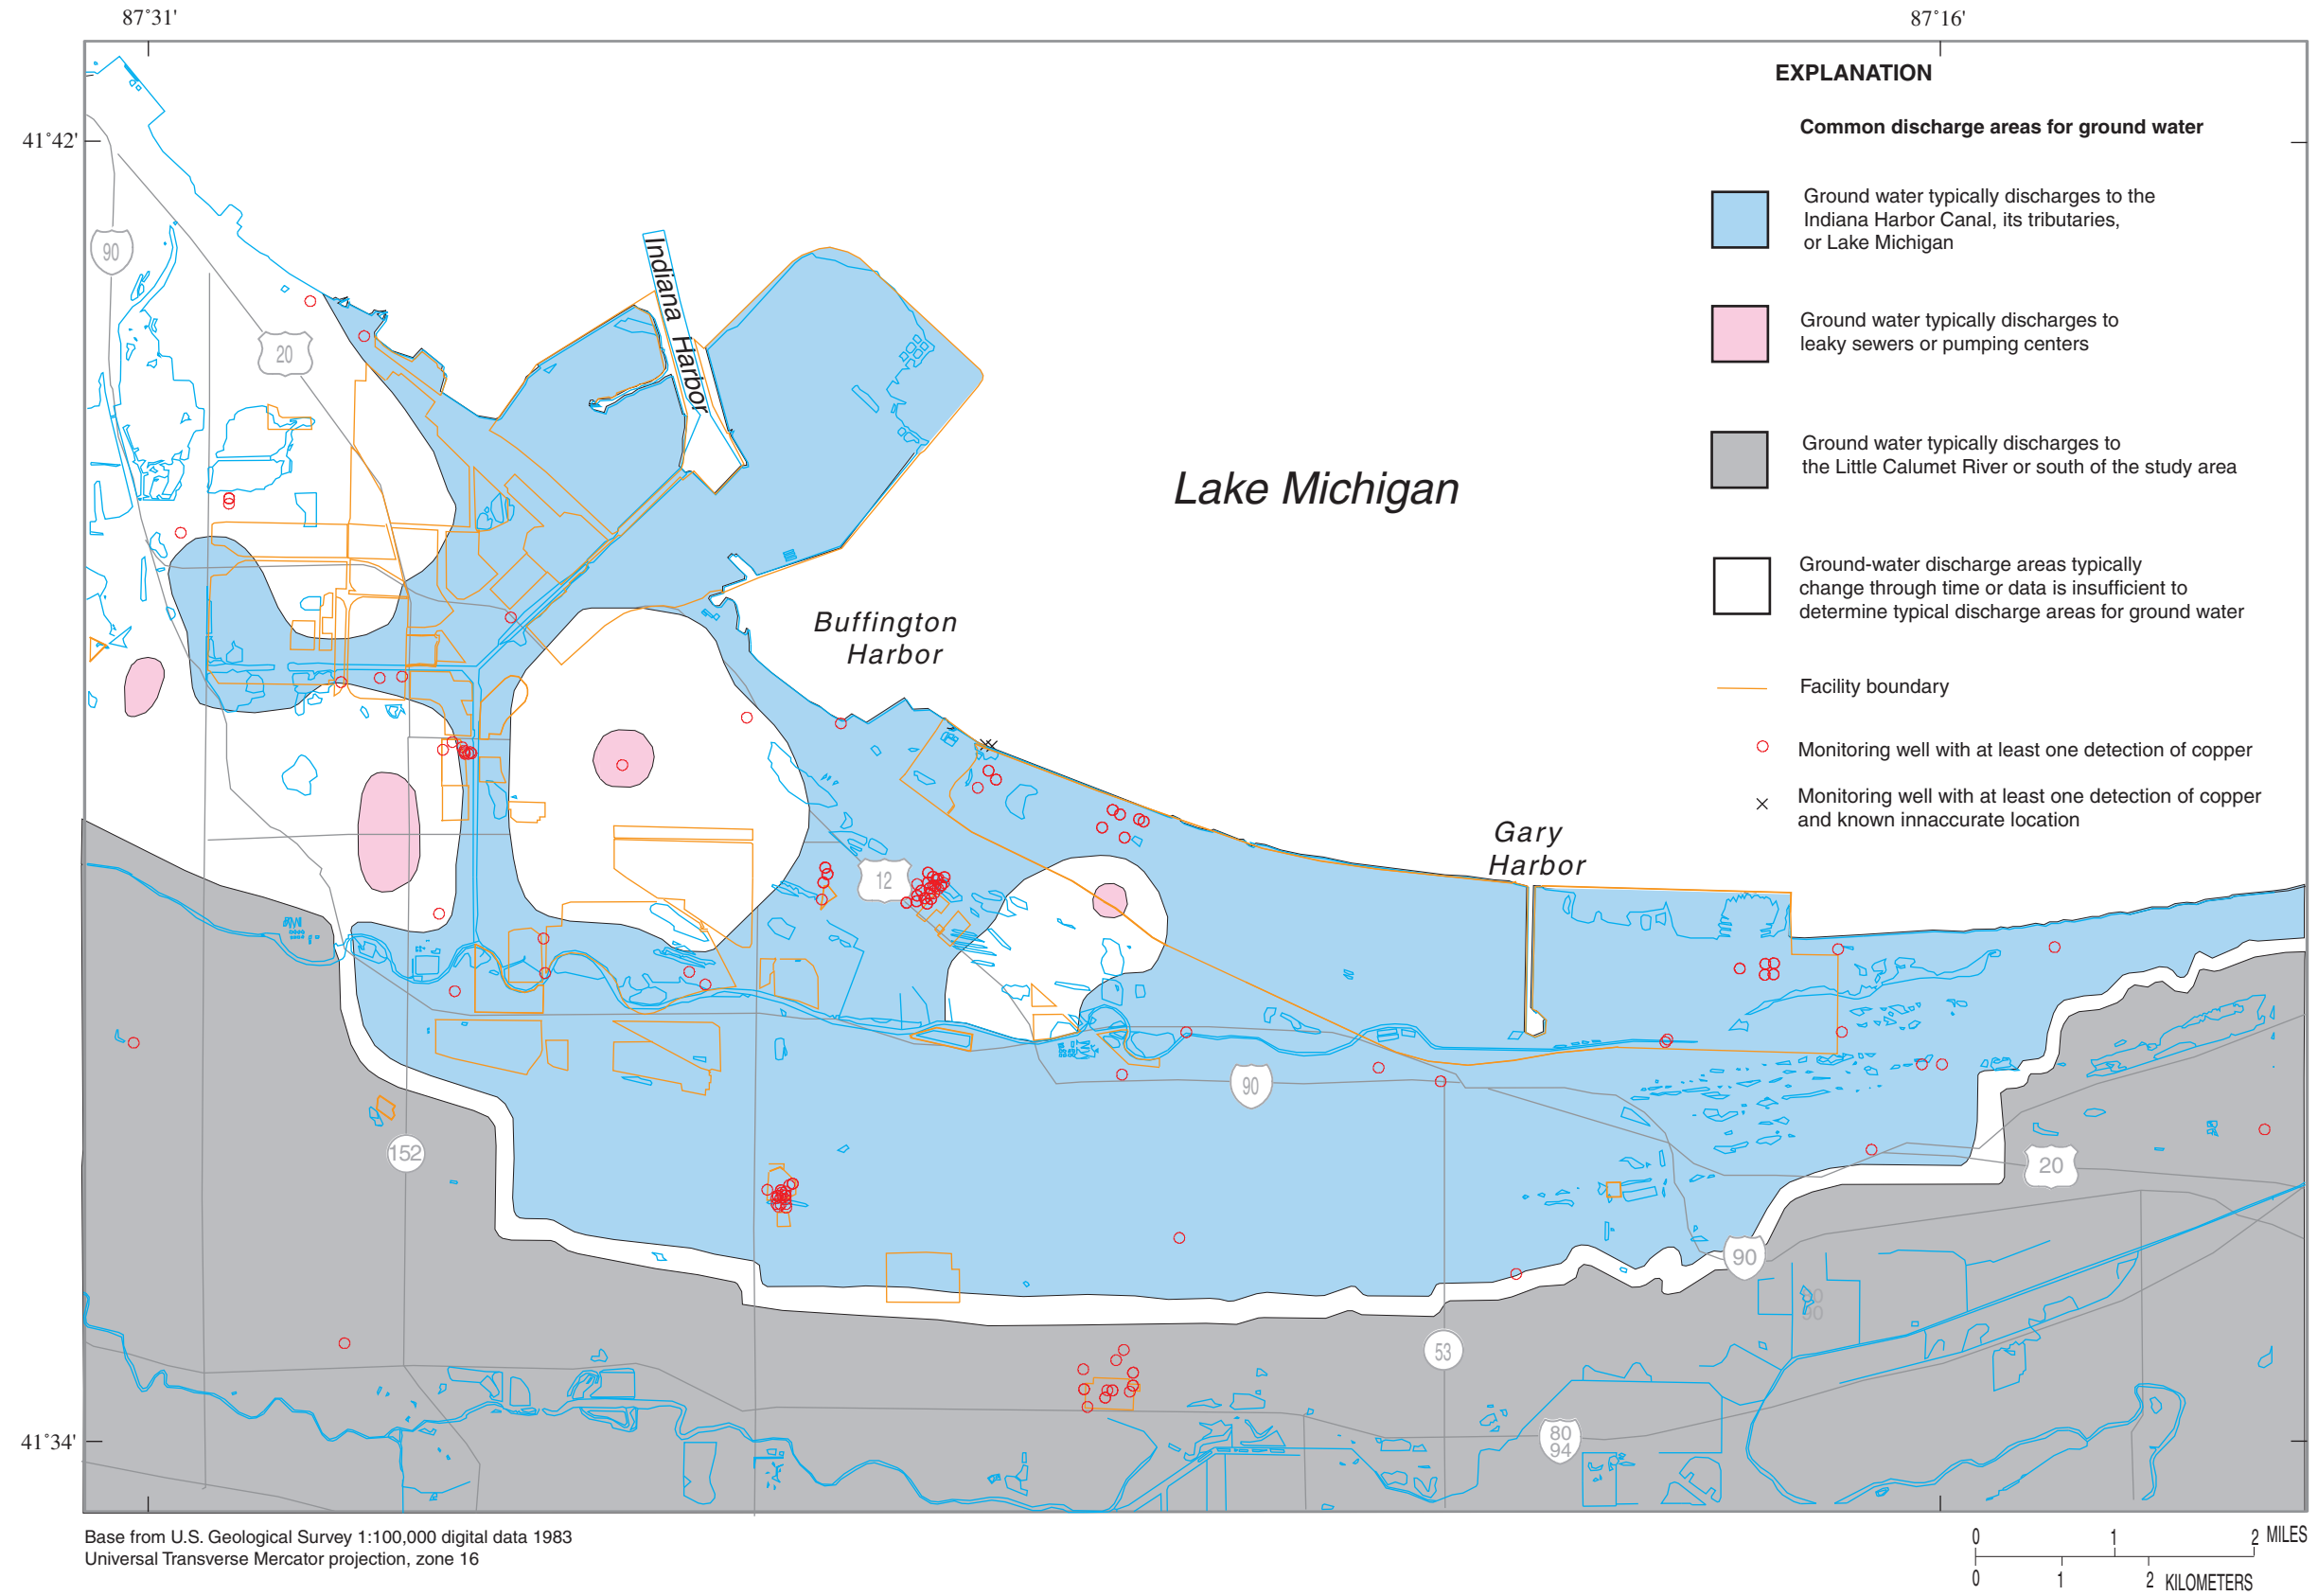 87°31'
87°16'
EXPLANATION
Common discharge areas for ground water
41°42'
Ground water typically discharges to the
Indiana Harbor Canal, its tributaries,
or Lake Michigan
90
Indiana Harbor
20
Ground water typically discharges to
leaky sewers or pumping centers
Ground water typically discharges to
the Little Calumet River or south of the study area
Lake Michigan
Ground-water discharge areas typically
change through time or data is insufficient to
determine typical discharge areas for ground water
Buffington
Harbor
Facility boundary
Monitoring well with at least one detection of copper
Monitoring well with at least one detection of copper
and known innaccurate location
Gary
Harbor
12
90
152
20
90
90
90
53
80
94
41°34'
Base from U.S. Geological Survey 1:100,000 digital data 1983
Universal Transverse Mercator projection, zone 16
0 1 2 MILES
0 1 2 KILOMETERS